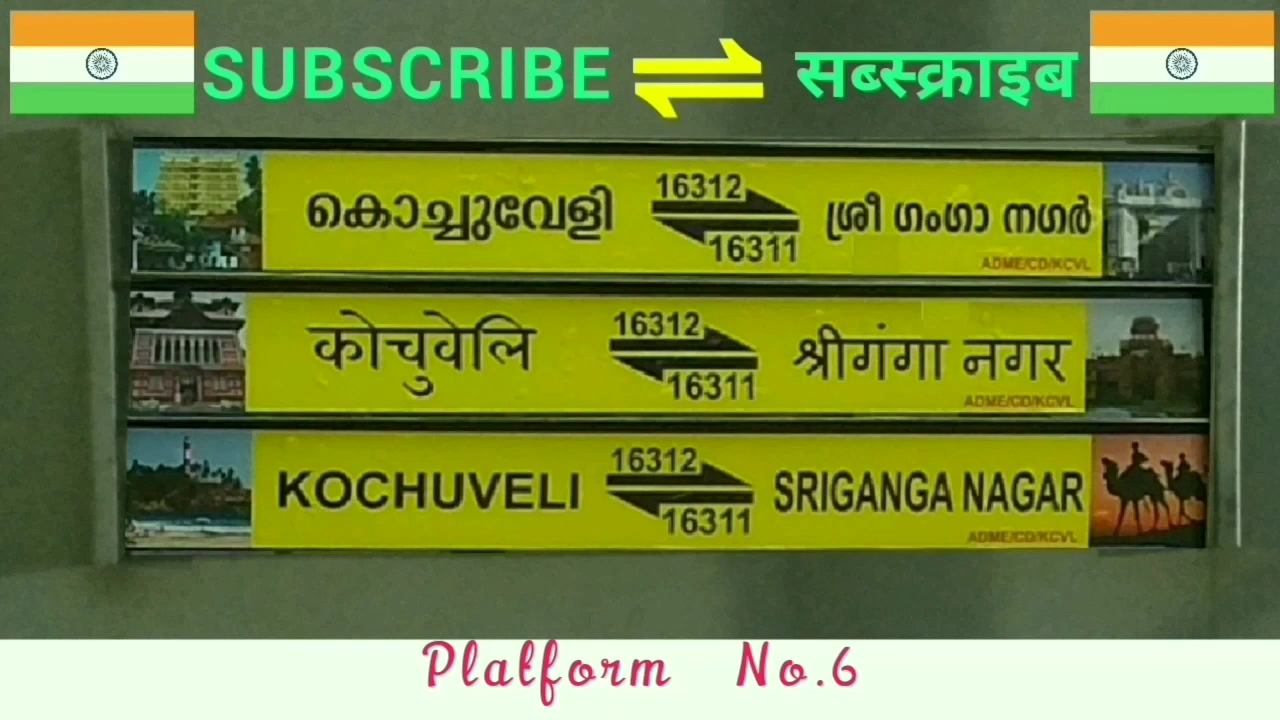 SUBSCRIBE ⇌ सब्स्क्राइब
കൊച്ചുവേളി 16312 16311 ശ്രീ ഗംഗാ നഗർ
ADME/CD/KCVL
कोचुवेलि 16312 16311 श्रीगंगा नगर
ADME/CD/KCVL
KOCHUVELI 16312 16311 SRIGANGA NAGAR
ADME/CD/KCVL
Platform No.6